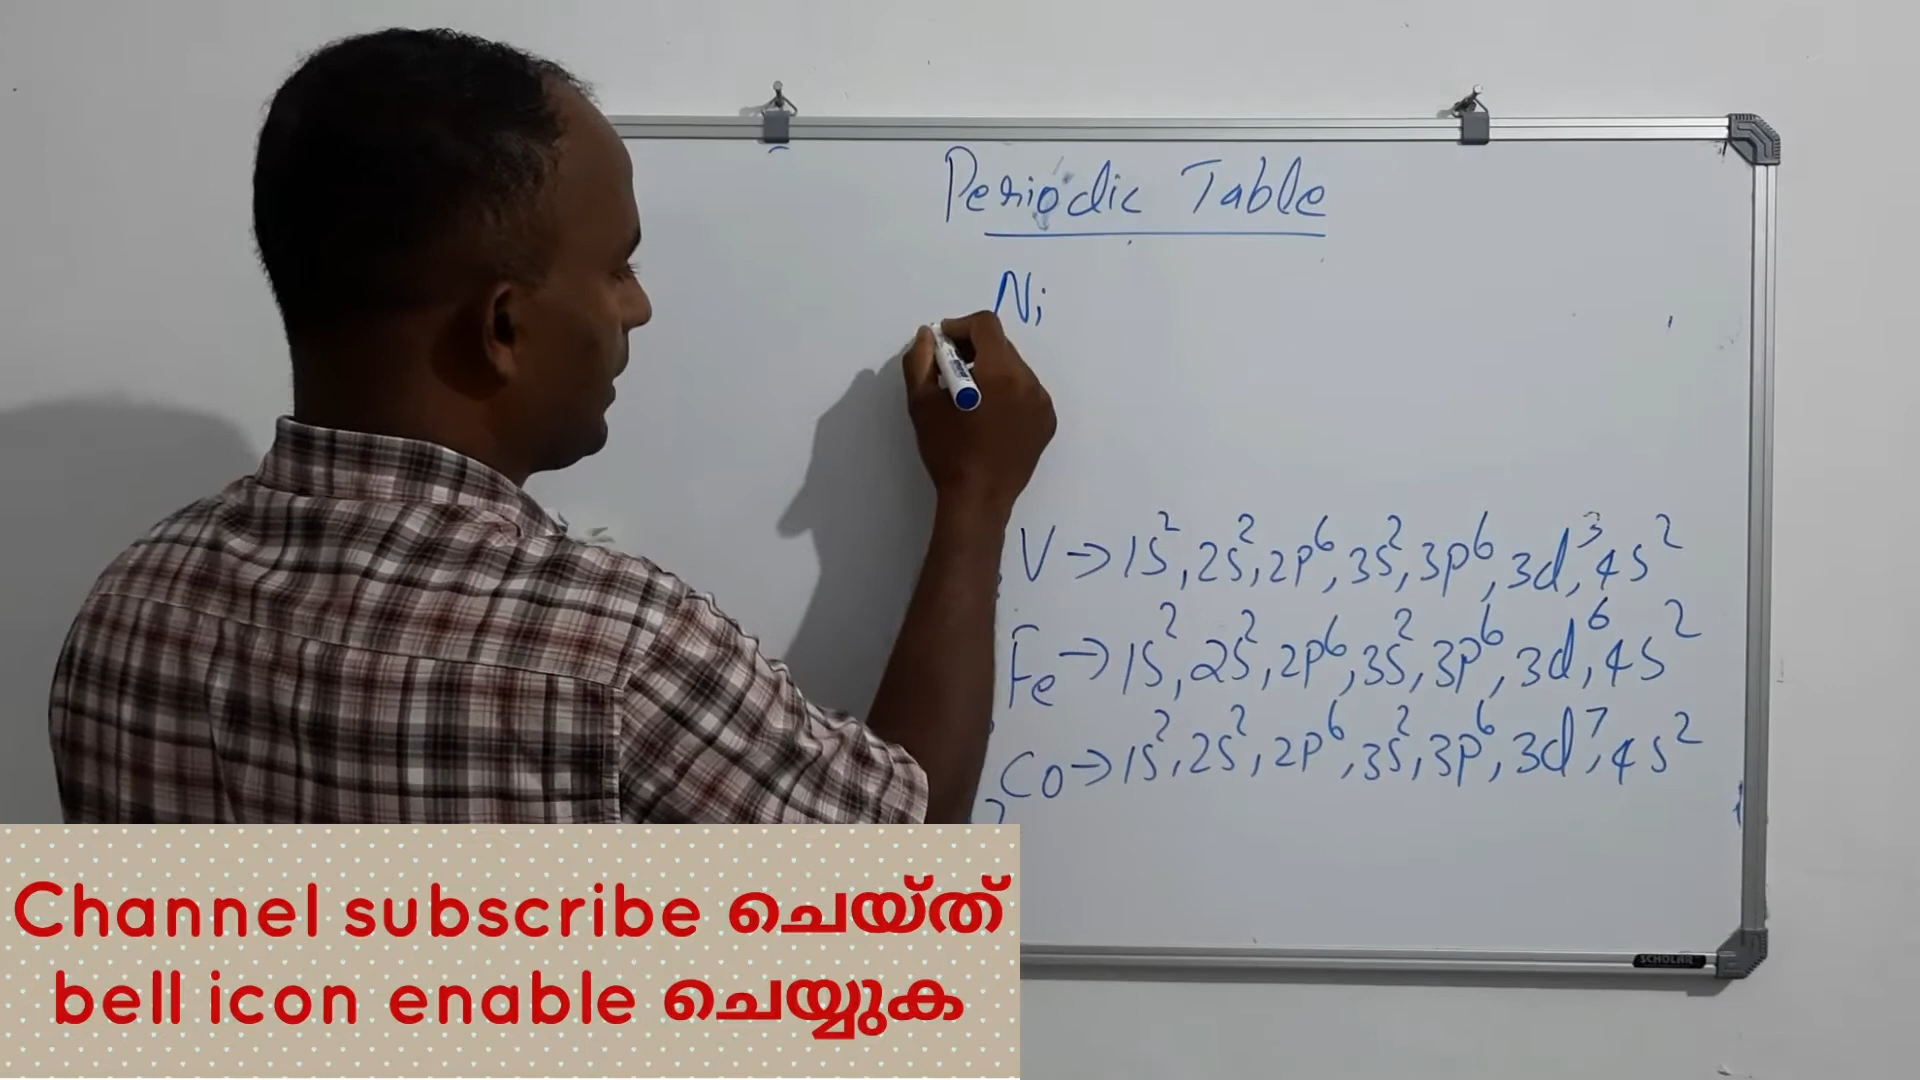 Periodic Table
Ni
V → 1s², 2s², 2p⁶, 3s², 3p⁶, 3d³, 4s²
Fe → 1s², 2s², 2p⁶, 3s², 3p⁶, 3d⁶, 4s²
Co → 1s², 2s², 2p⁶, 3s², 3p⁶, 3d⁷, 4s²
SCHOLAR
Channel subscribe ചെയ്ത്
bell icon enable ചെയ്യുക